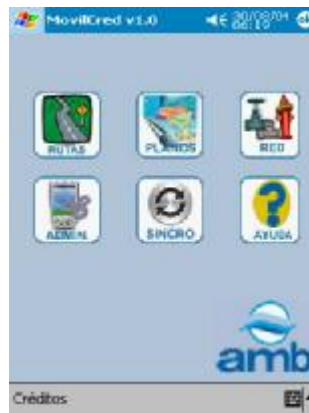 MovilCred v1.0
RUTAS
PLANOS
RED
ADMIN
SINCRO
AYUDA
amb
Créditos